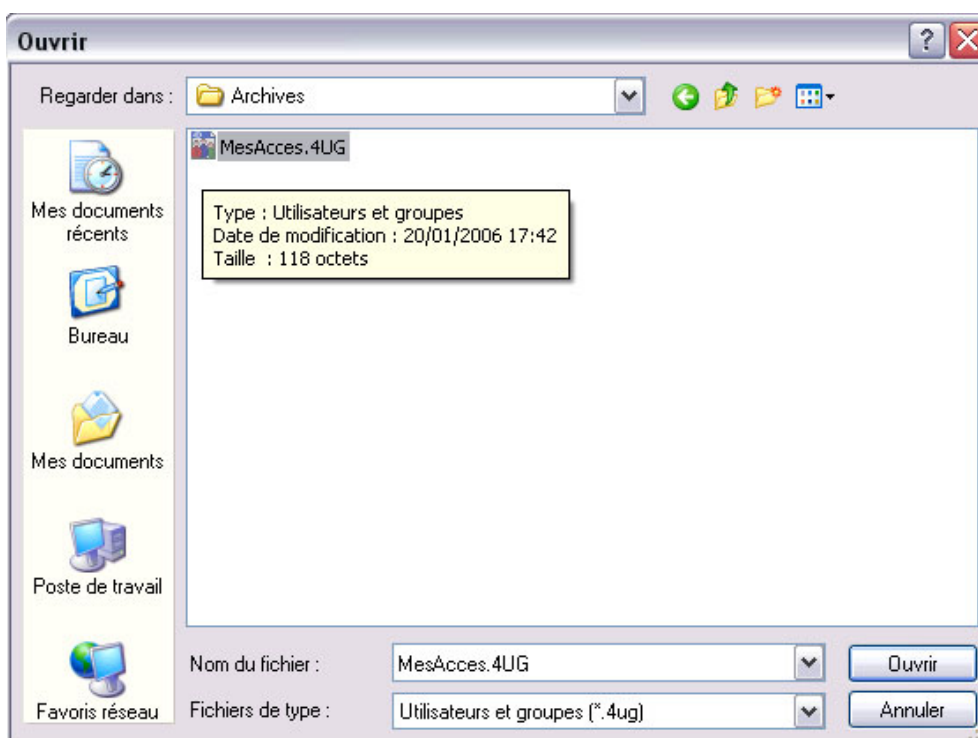 Ouvrir
Regarder dans :
Archives
MesAcces.4UG
Type : Utilisateurs et groupes
Date de modification : 20/01/2006 17:42
Taille : 118 octets
Mes documents
récents
Bureau
Mes documents
Poste de travail
Favoris réseau
Nom du fichier :
MesAcces.4UG
Ouvrir
Fichiers de type :
Utilisateurs et groupes (*.4ug)
Annuler